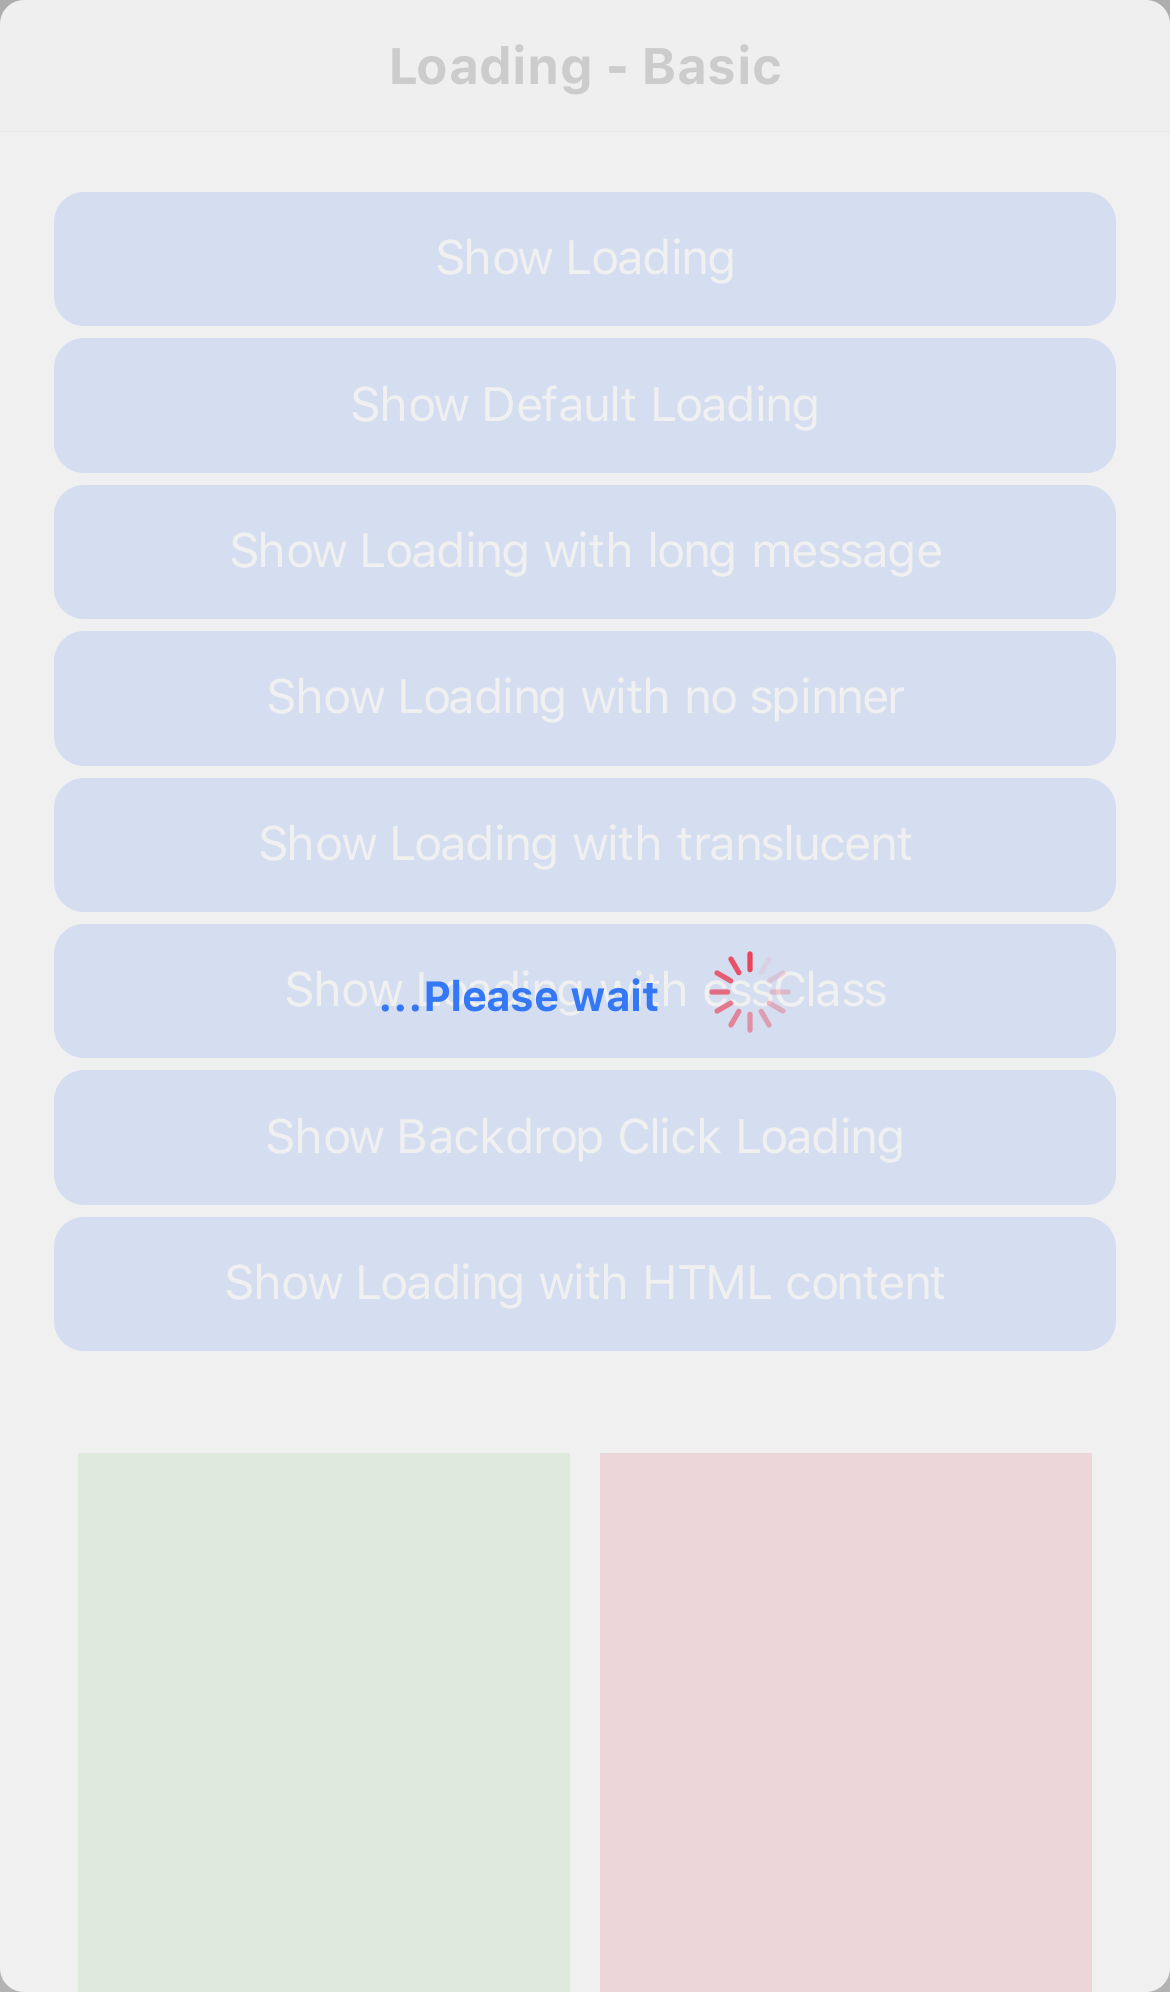 Loading - Basic
Show Loading
Show Default Loading
Show Loading with long message
Show Loading with no spinner
Show Loading with translucent
Show Loading with cssClass
...Please wait
Show Backdrop Click Loading
Show Loading with HTML content